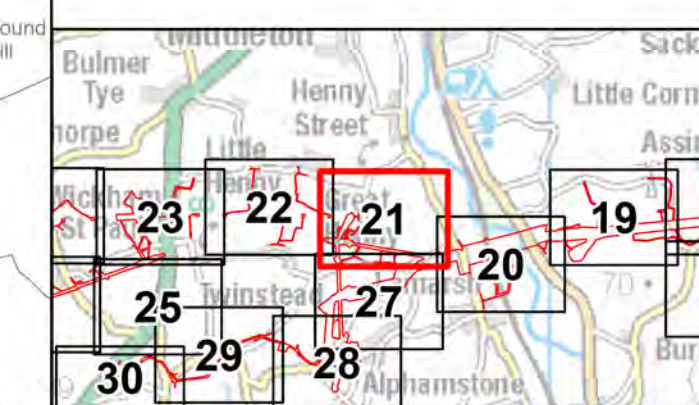 ound
ill
Middleton
Sack
Bulmer
Tye
Henny
Street
Little Corn
horpe
Little
Henny
Assi
Wickham
St Pa
Great
23
22
21
19
20
25
Twinstead
Lamarsh
27
70
29
28
30
Alphamstone
Bur
9